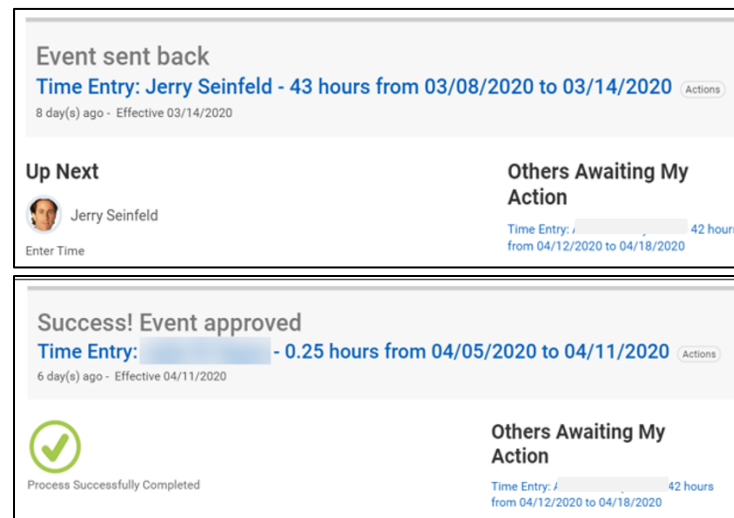 Event sent back
Time Entry: Jerry Seinfeld - 43 hours from 03/08/2020 to 03/14/2020 Actions
8 day(s) ago - Effective 03/14/2020
Up Next
Jerry Seinfeld
Enter Time
Others Awaiting My
Action
Time Entry: 42 hours
from 04/12/2020 to 04/18/2020
Success! Event approved
Time Entry: - 0.25 hours from 04/05/2020 to 04/11/2020 Actions
6 day(s) ago - Effective 04/11/2020
Process Successfully Completed
Others Awaiting My
Action
Time Entry: 42 hours
from 04/12/2020 to 04/18/2020